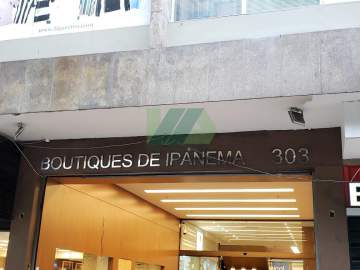 BOUTIQUES DE IPANEMA 303